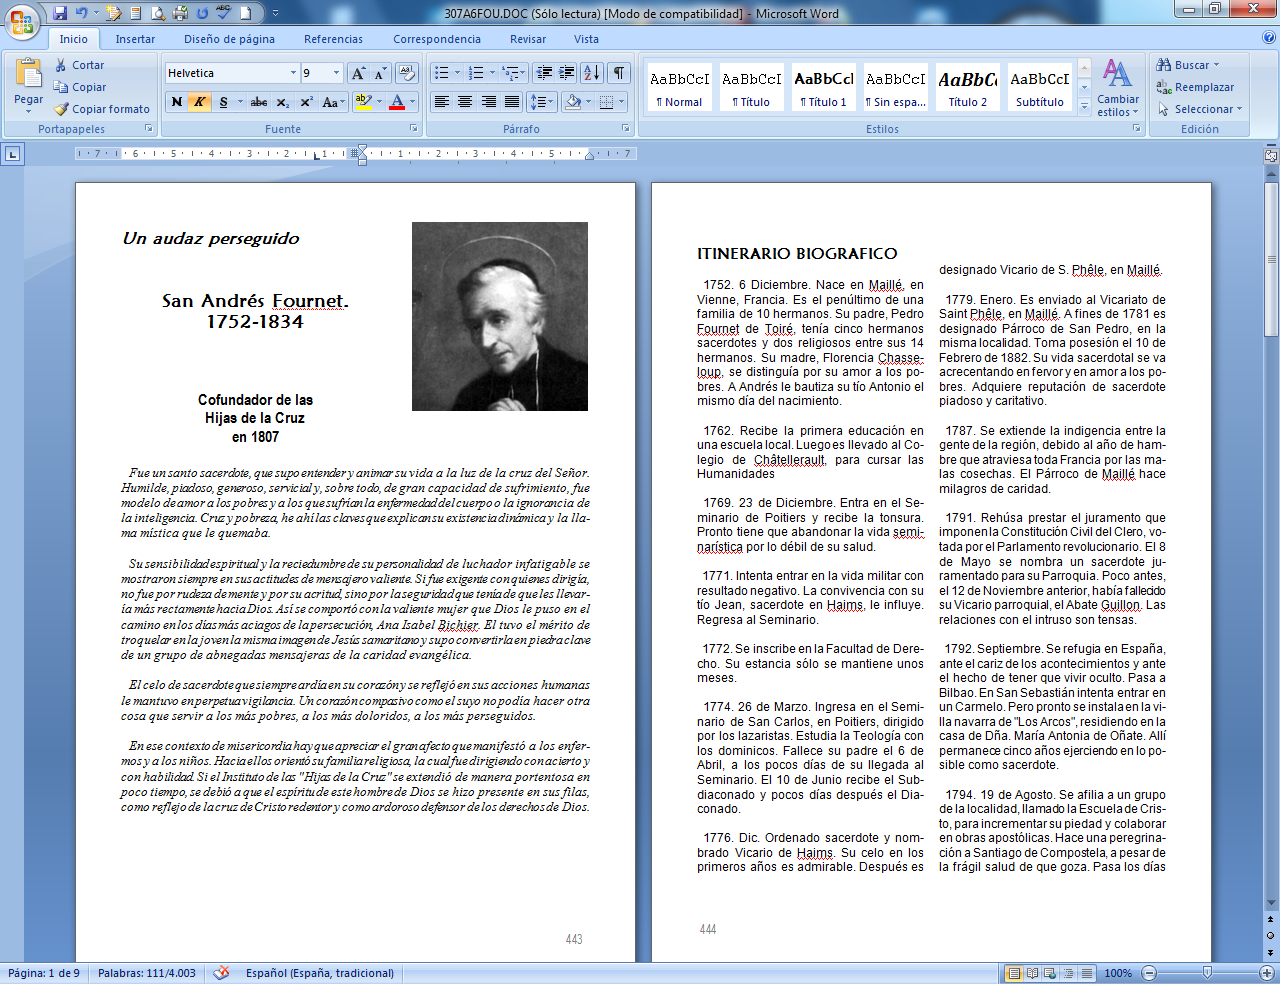 307A6FOU.DOC (Sólo lectura) [Modo de compatibilidad] - Microsoft Word
Inicio
Insertar
Diseño de página
Referencias
Correspondencia
Revisar
Vista
Pegar
Cortar
Copiar
Copiar formato
Portapapeles
Helvetica
9
N K S abc x₂ x² Aa
ab A
Fuente
Párrafo
AaBbCcI
¶ Normal
AaBbCcI
¶ Título
AaBbCcl
¶ Título 1
AaBbCcI
¶ Sin espa...
AaBbCc
Título 2
AaBbCcI
Subtítulo
Cambiar
estilos
Estilos
Buscar
Reemplazar
Seleccionar
Edición
7 6 5 4 3 2 1 1 2 3 4 5 7
Un audaz perseguido
San Andrés Fournet.
1752-1834
Cofundador de las
Hijas de la Cruz
en 1807
Fue un santo sacerdote, que supo entender y animar su vida a la luz de la cruz del Señor.
Humilde, piadoso, generoso, servicial y, sobre todo, de gran capacidad de sufrimiento, fue
modelo de amor a los pobres y a los que sufrían la enfermedad del cuerpo o la ignorancia de
la inteligencia. Cruz y pobreza, he ahí las claves que explican su existencia dinámica y la lla-
ma mística que le quemaba.
Su sensibilidad espiritual y la reciedumbre de su personalidad de luchador infatigable se
mostraron siempre en sus actitudes de mensajero valiente. Si fue exigente con quienes dirigía,
no fue por rudeza de mente y por su acritud, sino por la seguridad que tenía de que les llevar-
ía más rectamente hacia Dios. Así se comportó con la valiente mujer que Dios le puso en el
camino en los días más aciagos de la persecución, Ana Isabel Bichier. El tuvo el mérito de
troquelar en la joven la misma imagen de Jesús samaritano y supo convertirla en piedra clave
de un grupo de abnegadas mensajeras de la caridad evangélica.
El celo de sacerdote que siempre ardía en su corazón y se reflejó en sus acciones humanas
le mantuvo en perpetua vigilancia. Un corazón compasivo como el suyo no podía hacer otra
cosa que servir a los más pobres, a los más doloridos, a los más perseguidos.
En ese contexto de misericordia hay que apreciar el gran afecto que manifestó a los enfer-
mos y a los niños. Hacia ellos orientó su familia religiosa, la cual fue dirigiendo con acierto y
con habilidad. Si el Instituto de las "Hijas de la Cruz" se extendió de manera portentosa en
poco tiempo, se debió a que el espíritu de este hombre de Dios se hizo presente en sus filas,
como reflejo de la cruz de Cristo redentor y como ardoroso defensor de los derechos de Dios.
443
ITINERARIO BIOGRAFICO
1752. 6 Diciembre. Nace en Maillé, en
Vienne, Francia. Es el penúltimo de una
familia de 10 hermanos. Su padre, Pedro
Fournet de Toiré, tenía cinco hermanos
sacerdotes y dos religiosos entre sus 14
hermanos. Su madre, Florencia Chasse-
loup, se distinguía por su amor a los po-
bres. A Andrés le bautiza su tío Antonio el
mismo día del nacimiento.
1762. Recibe la primera educación en
una escuela local. Luego es llevado al Co-
legio de Châtellerault, para cursar las
Humanidades
1769. 23 de Diciembre. Entra en el Se-
minario de Poitiers y recibe la tonsura.
Pronto tiene que abandonar la vida semi-
narística por lo débil de su salud.
1771. Intenta entrar en la vida militar con
resultado negativo. La convivencia con su
tío Jean, sacerdote en Haims, le influye.
Regresa al Seminario.
1772. Se inscribe en la Facultad de Dere-
cho. Su estancia sólo se mantiene unos
meses.
1774. 26 de Marzo. Ingresa en el Semi-
nario de San Carlos, en Poitiers, dirigido
por los lazaristas. Estudia la Teología con
los dominicos. Fallece su padre el 6 de
Abril, a los pocos días de su llegada al
Seminario. El 10 de Junio recibe el Sub-
diaconado y pocos días después el Dia-
conado.
1776. Dic. Ordenado sacerdote y nom-
brado Vicario de Haims. Su celo en los
primeros años es admirable. Después es
designado Vicario de S. Phêle, en Maillé.
1779. Enero. Es enviado al Vicariato de
Saint Phêle, en Maillé. A fines de 1781 es
designado Párroco de San Pedro, en la
misma localidad. Toma posesión el 10 de
Febrero de 1882. Su vida sacerdotal se va
acrecentando en fervor y en amor a los po-
bres. Adquiere reputación de sacerdote
piadoso y caritativo.
1787. Se extiende la indigencia entre la
gente de la región, debido al año de ham-
bre que atraviesa toda Francia por las ma-
las cosechas. El Párroco de Maillé hace
milagros de caridad.
1791. Rehúsa prestar el juramento que
imponen la Constitución Civil del Clero, vo-
tada por el Parlamento revolucionario. El 8
de Mayo se nombra un sacerdote ju-
ramentado para su Parroquia. Poco antes,
el 12 de Noviembre anterior, había fallecido
su Vicario parroquial, el Abate Guillon. Las
relaciones con el intruso son tensas.
1792. Septiembre. Se refugia en España,
ante el cariz de los acontecimientos y ante
el hecho de tener que vivir oculto. Pasa a
Bilbao. En San Sebastián intenta entrar en
un Carmelo. Pero pronto se instala en la vi-
lla navarra de "Los Arcos", residiendo en la
casa de Dña. María Antonia de Oñate. Allí
permanece cinco años ejerciendo en lo po-
sible como sacerdote.
1794. 19 de Agosto. Se afilia a un grupo
de la localidad, llamado la Escuela de Cris-
to, para incrementar su piedad y colaborar
en obras apostólicas. Hace una peregrina-
ción a Santiago de Compostela, a pesar de
la frágil salud de que goza. Pasa los días
444
Página: 1 de 9
Palabras: 111/4.003
Español (España, tradicional)
100%